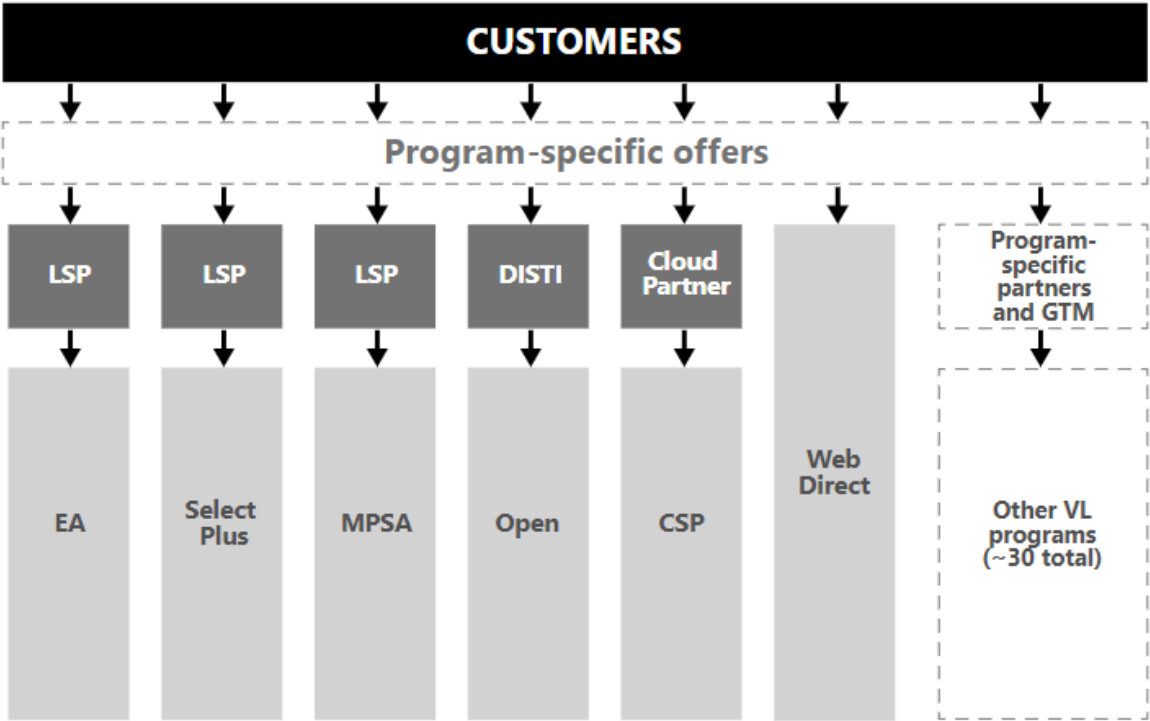 CUSTOMERS
Program-specific offers
LSP
LSP
LSP
DISTI
Cloud
Partner
Program-
specific
partners
and GTM
EA
Select
Plus
MPSA
Open
CSP
Web
Direct
Other VL
programs
(~30 total)